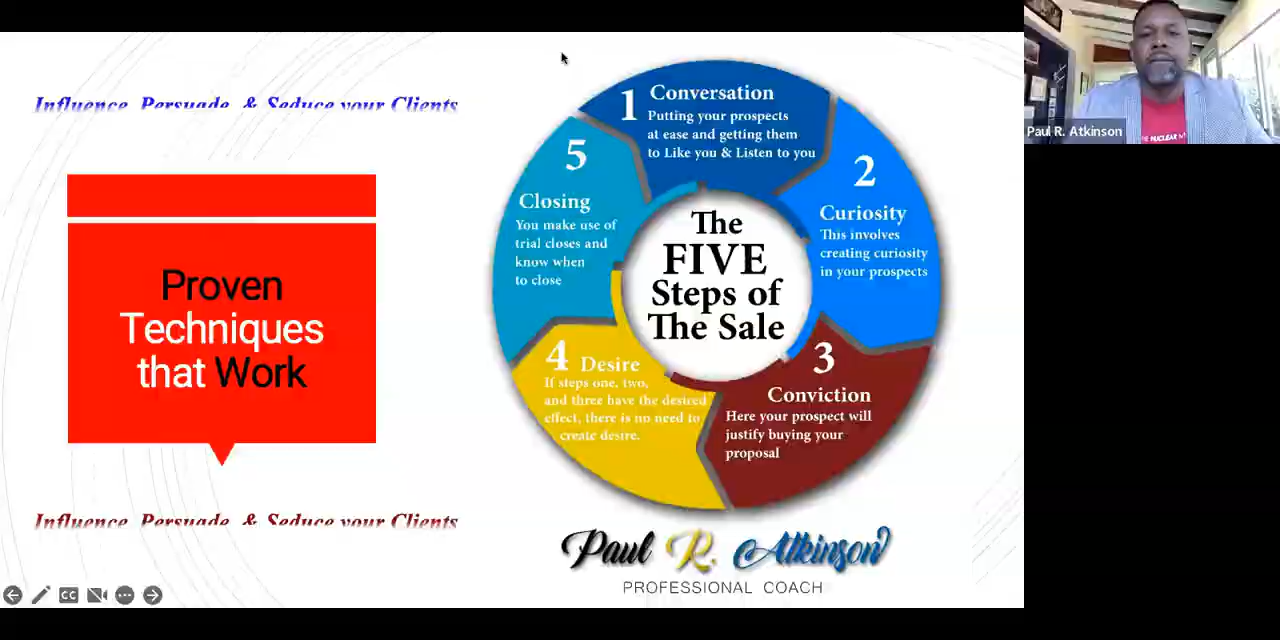 Influence, Persuade, & Seduce your Clients
Proven
Techniques
that Work
Influence, Persuade, & Seduce your Clients
The
FIVE
Steps of
The Sale
1 Conversation
Putting your prospects
at ease and getting them
to Like you & Listen to you
2
Curiosity
This involves
creating curiosity
in your prospects
3
Conviction
Here your prospect will
justify buying your
proposal
4 Desire
If steps one, two,
and three have the desired
effect, there is no need to
create desire.
5
Closing
You make use of
trial closes and
know when
to close
Paul R. Atkinson
PROFESSIONAL COACH
CC
Paul R. Atkinson
NUCLEAR